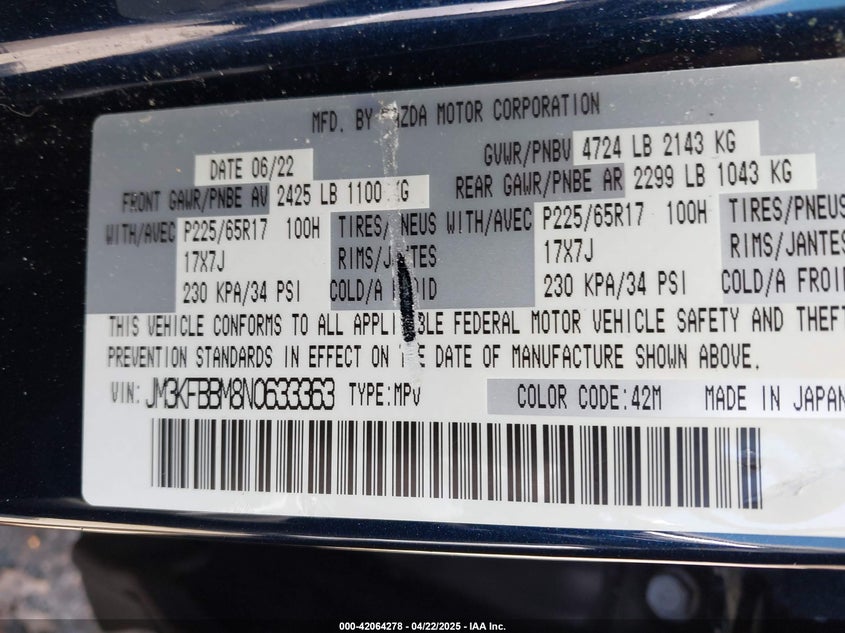 MFD. BY MAZDA MOTOR CORPORATION
DATE 06/22 GVWR/PNBV 4724 LB 2143 KG
FRONT GAWR/PNBE AV 2425 LB 1100 KG REAR GAWR/PNBE AR 2299 LB 1043 KG
WITH/AVEC P225/65R17 100H TIRES/PNEUS WITH/AVEC P225/65R17 100H TIRES/PNEUS
17X7J RIMS/JANTES 17X7J RIMS/JANTES
230 KPA/34 PSI COLD/A FROID 230 KPA/34 PSI COLD/A FROI
THIS VEHICLE CONFORMS TO ALL APPLICABLE FEDERAL MOTOR VEHICLE SAFETY AND THEFT
PREVENTION STANDARDS IN EFFECT ON THE DATE OF MANUFACTURE SHOWN ABOVE.
VIN: JM3KFBBM8N0633363 TYPE:MPV COLOR CODE:42M MADE IN JAPAN
000-42064278 - 04/22/2025 - IAA Inc.